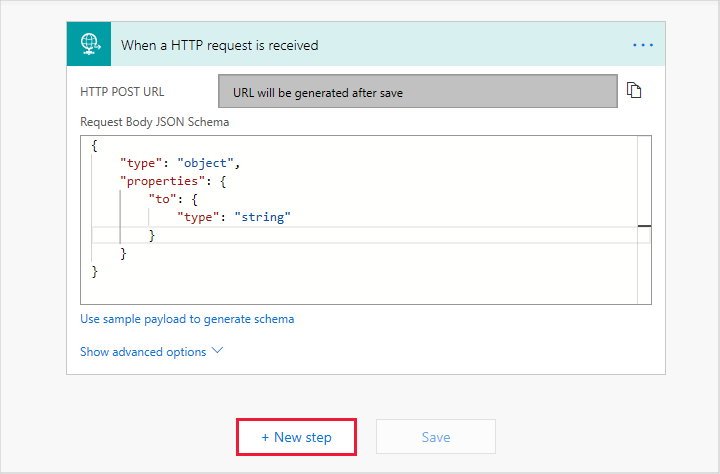 When a HTTP request is received
HTTP POST URL
URL will be generated after save
Request Body JSON Schema
{
    "type": "object",
    "properties": {
        "to": {
            "type": "string"
        }
    }
}
Use sample payload to generate schema
Show advanced options
+ New step
Save